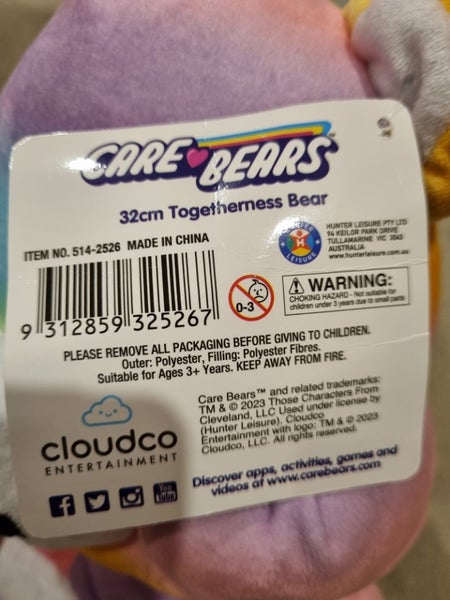 CARE BEARS™
32cm Togetherness Bear
ITEM NO. 514-2526 MADE IN CHINA
HUNTER LEISURE
HUNTER LEISURE PTY LTD
94 KEILOR PARK DRIVE
TULLAMARINE VIC 3043
AUSTRALIA
www.hunterleisure.com.au
9 312859 325267
0-3
WARNING:
CHOKING HAZARD - Not suitable for
children under 3 years due to small parts
PLEASE REMOVE ALL PACKAGING BEFORE GIVING TO CHILDREN.
Outer: Polyester, Filling: Polyester Fibres.
Suitable for Ages 3+ Years. KEEP AWAY FROM FIRE.
cloudco
ENTERTAINMENT
Care Bears™ and related trademarks:
TM & © 2023 Those Characters From
Cleveland, LLC Used under license by
(Hunter Leisure). Cloudco
Entertainment with logo: TM & © 2023
Cloudco, LLC. All rights reserved.
You Tube
Discover apps, activities, games and
videos at www.carebears.com